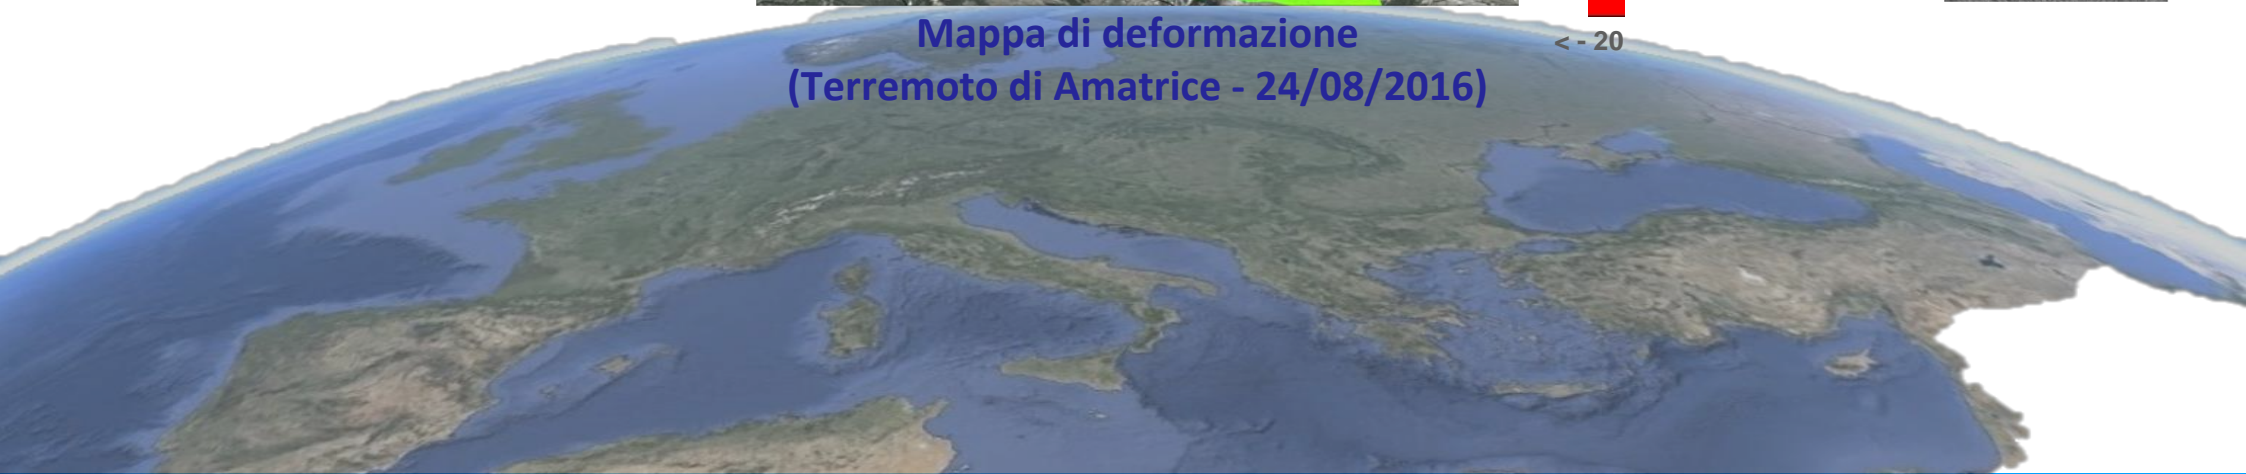 Mappa di deformazione
< - 20
(Terremoto di Amatrice - 24/08/2016)